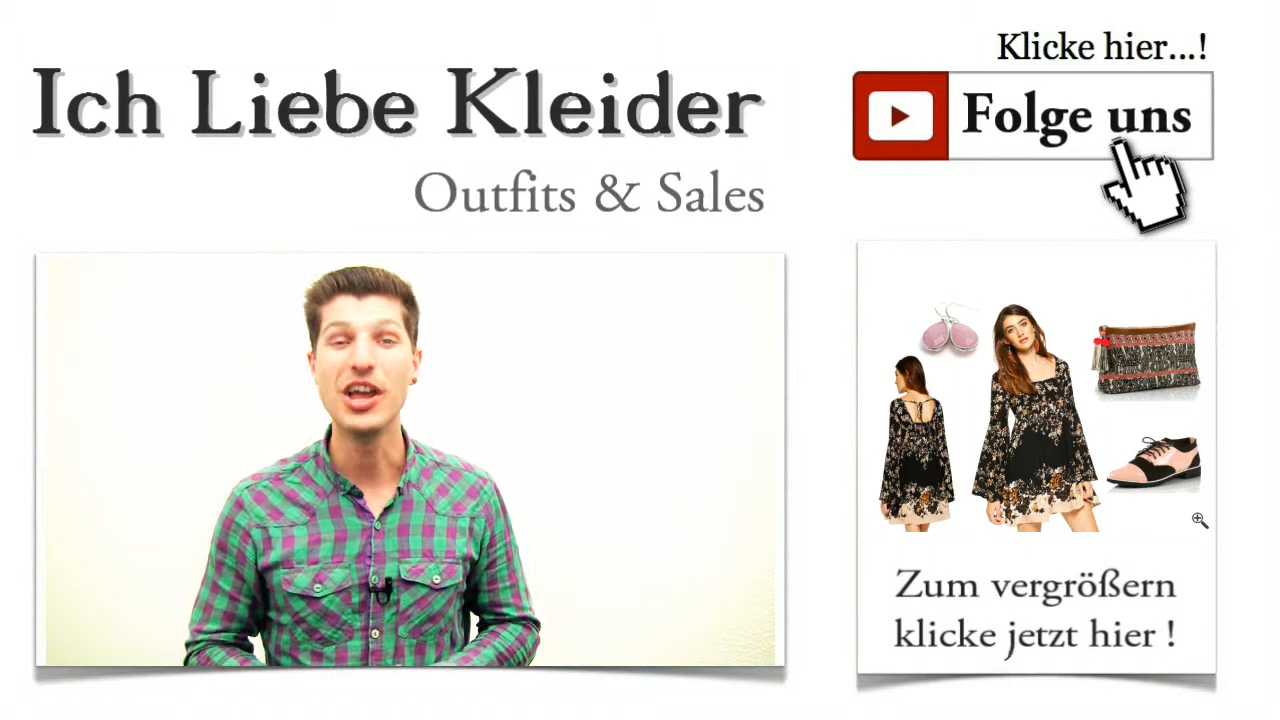 Ich Liebe Kleider
Outfits & Sales
Klicke hier...!
Folge uns
Zum vergrößern
klicke jetzt hier !